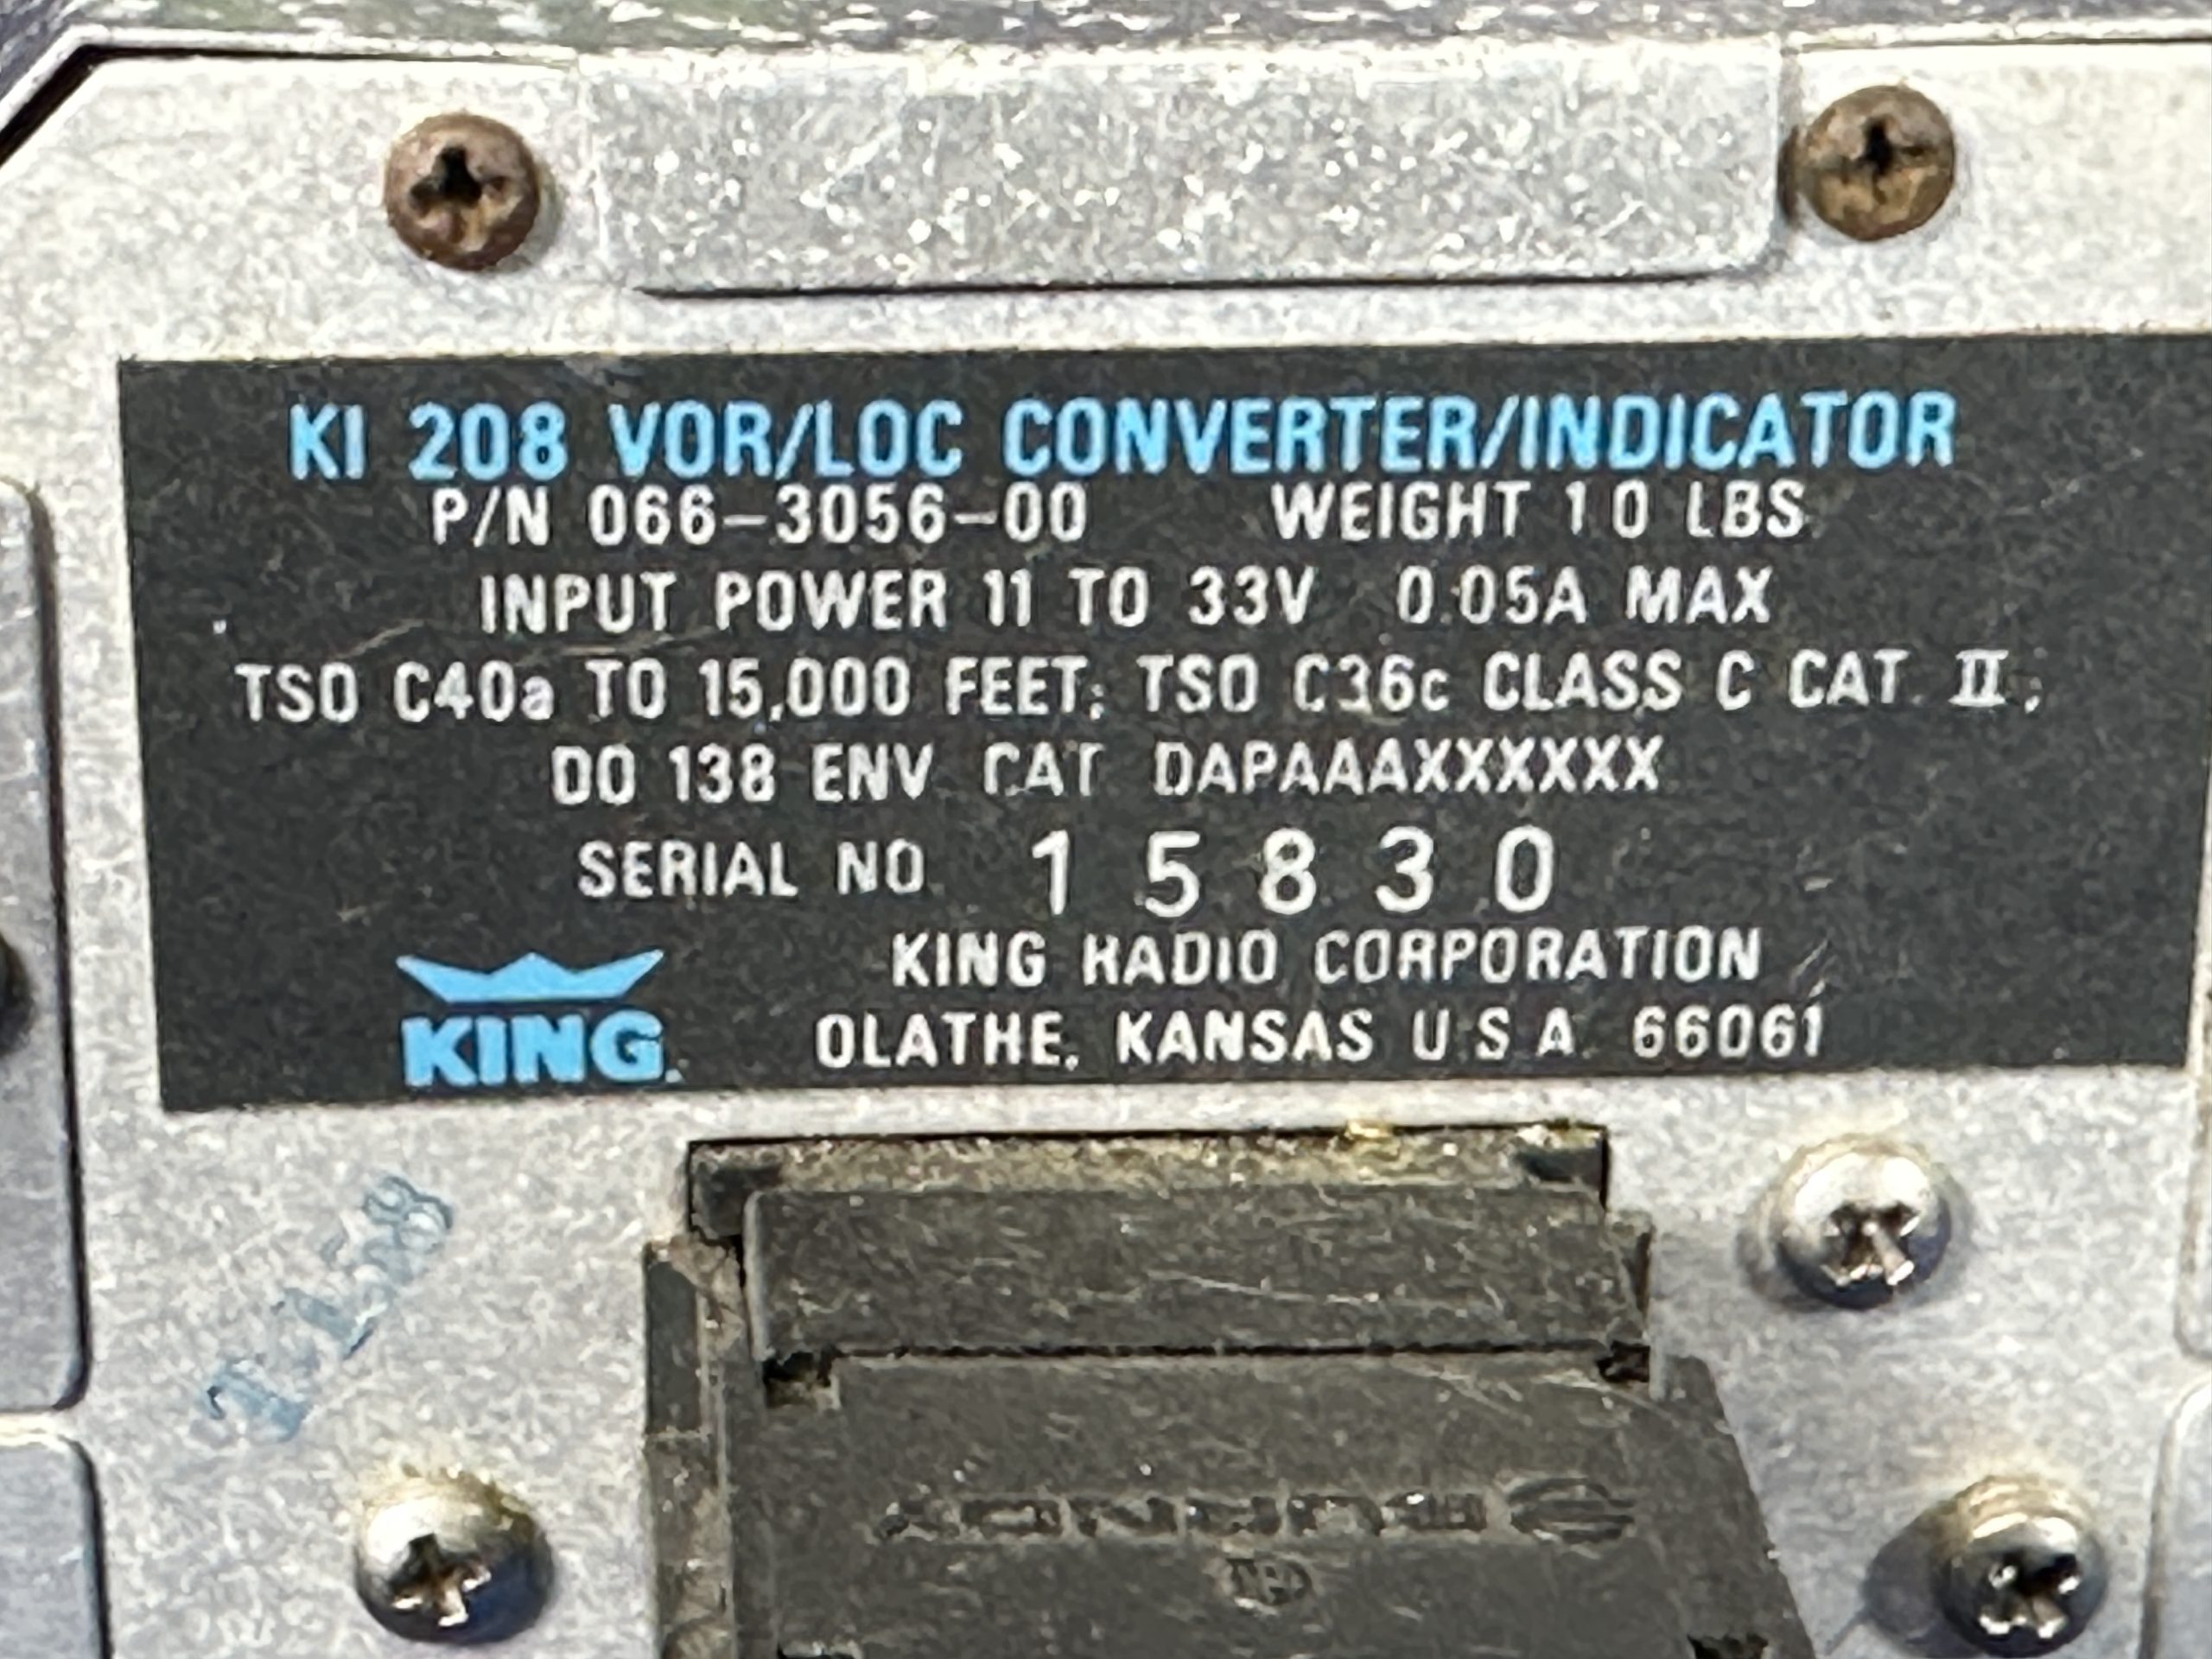 KI 208 VOR/LOC CONVERTER/INDICATOR
P/N 066-3056-00 WEIGHT 1.0 LBS.
INPUT POWER 11 TO 33V 0.05A MAX
TSO C40a TO 15,000 FEET; TSO C36c CLASS C CAT. II,
DO 138 ENV. CAT. DAPAAAXXXXXX
SERIAL NO. 15830
KING RADIO CORPORATION
OLATHE, KANSAS U.S.A. 66061
KING
BURNDY